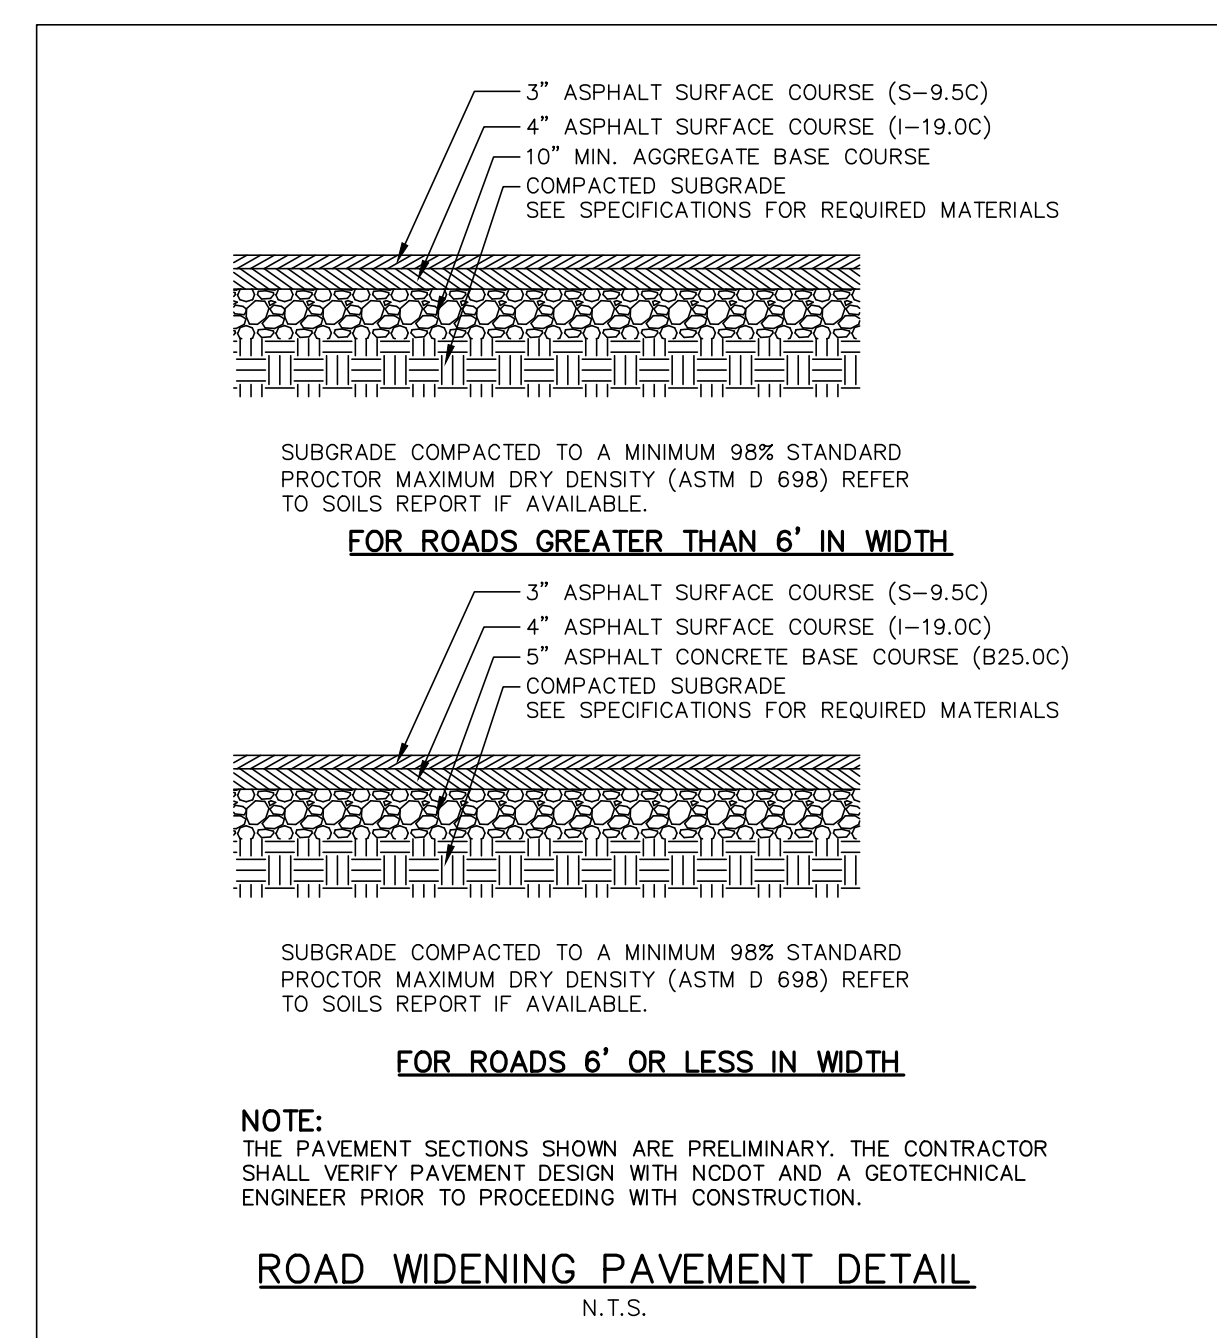 3” ASPHALT SURFACE COURSE (S-9.5C)
4” ASPHALT SURFACE COURSE (I-19.0C)
10” MIN. AGGREGATE BASE COURSE
COMPACTED SUBGRADE
SEE SPECIFICATIONS FOR REQUIRED MATERIALS
SUBGRADE COMPACTED TO A MINIMUM 98% STANDARD
PROCTOR MAXIMUM DRY DENSITY (ASTM D 698) REFER
TO SOILS REPORT IF AVAILABLE.
FOR ROADS GREATER THAN 6’ IN WIDTH
3” ASPHALT SURFACE COURSE (S-9.5C)
4” ASPHALT SURFACE COURSE (I-19.0C)
5” ASPHALT CONCRETE BASE COURSE (B25.0C)
COMPACTED SUBGRADE
SEE SPECIFICATIONS FOR REQUIRED MATERIALS
SUBGRADE COMPACTED TO A MINIMUM 98% STANDARD
PROCTOR MAXIMUM DRY DENSITY (ASTM D 698) REFER
TO SOILS REPORT IF AVAILABLE.
FOR ROADS 6’ OR LESS IN WIDTH
NOTE:
THE PAVEMENT SECTIONS SHOWN ARE PRELIMINARY. THE CONTRACTOR
SHALL VERIFY PAVEMENT DESIGN WITH NCDOT AND A GEOTECHNICAL
ENGINEER PRIOR TO PROCEEDING WITH CONSTRUCTION.
ROAD WIDENING PAVEMENT DETAIL
N.T.S.